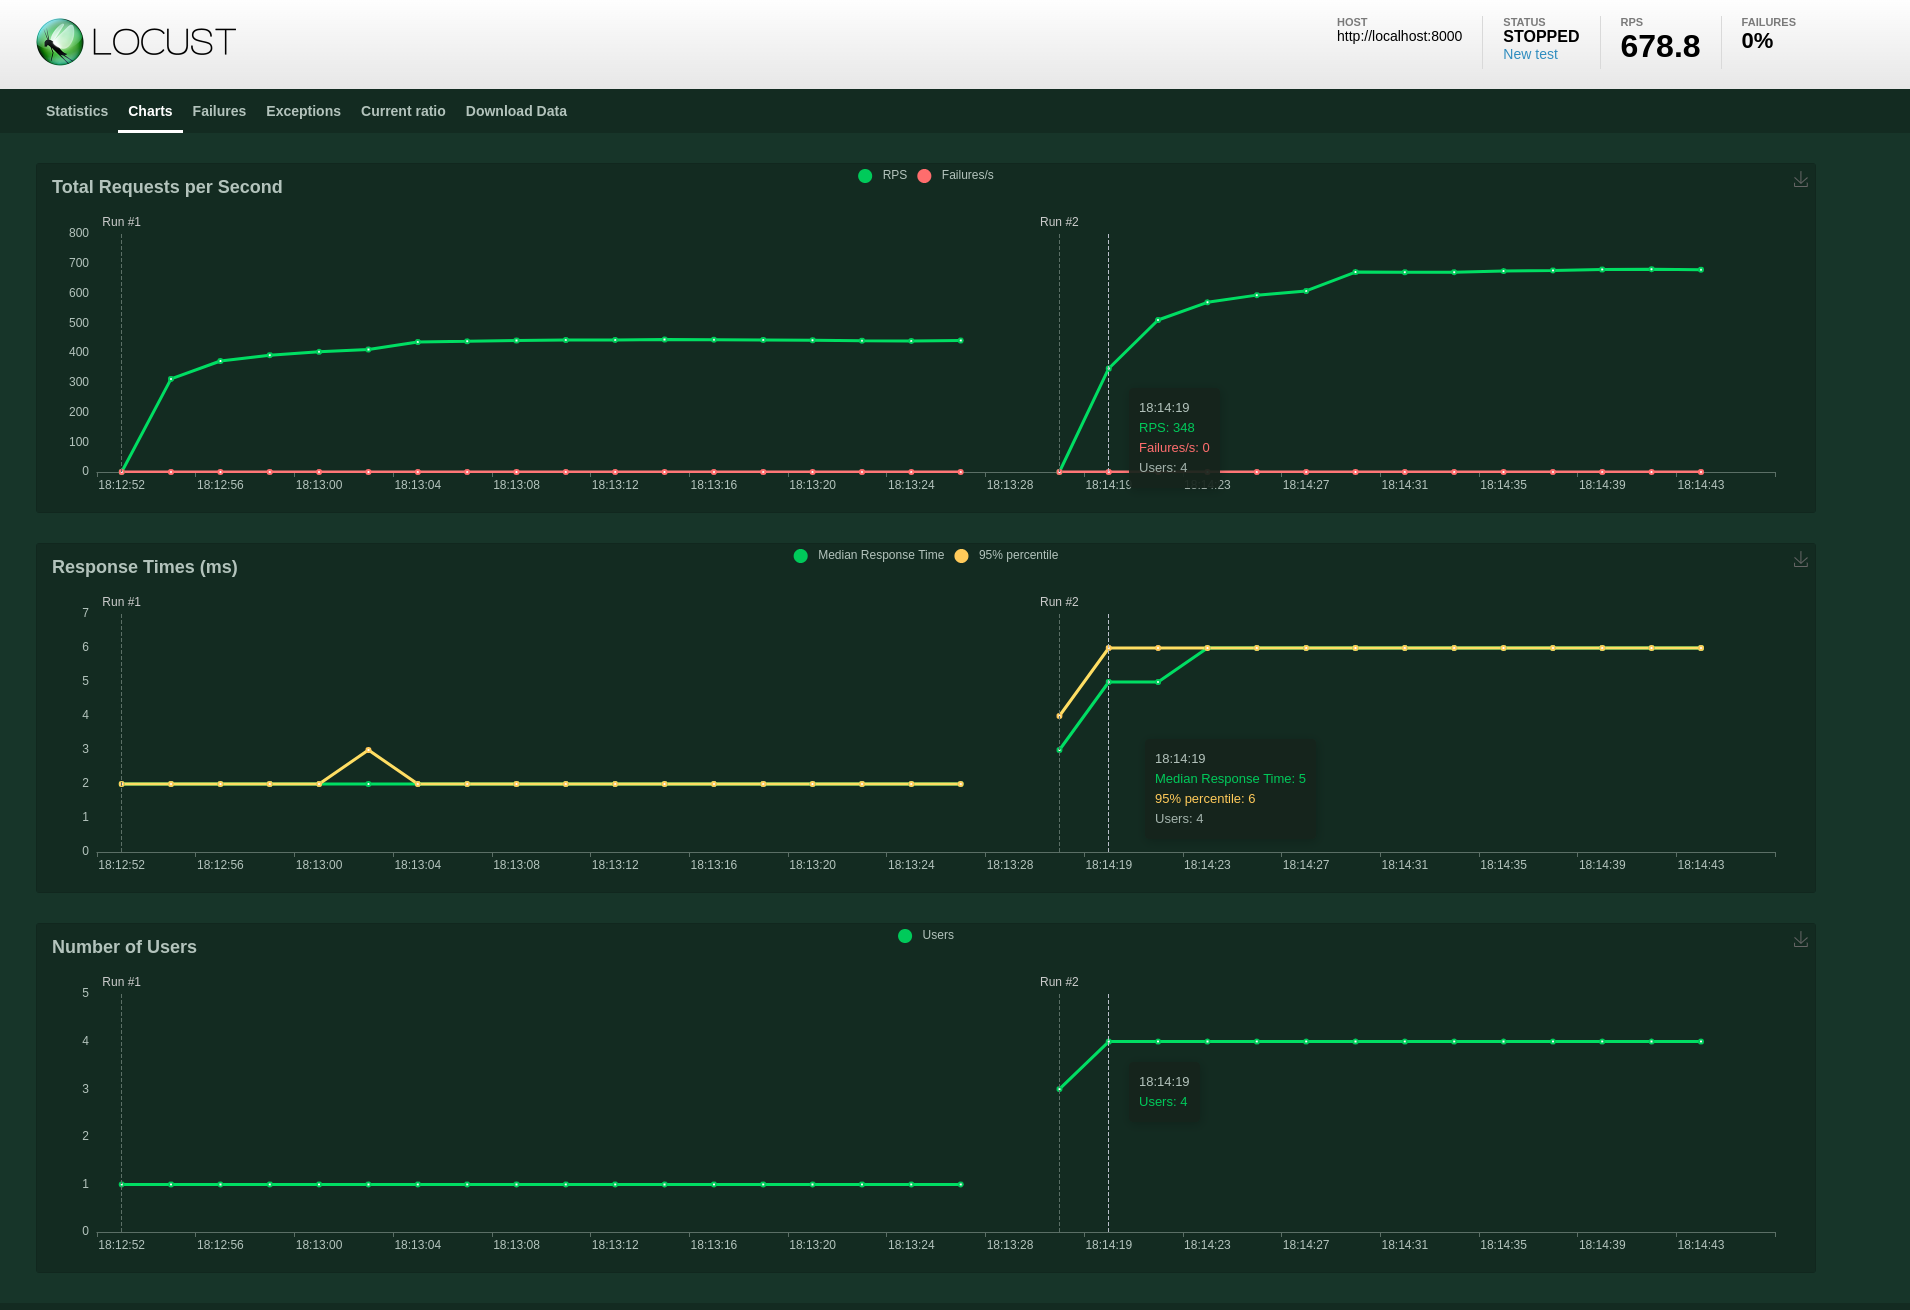 LOCUST
HOST
http://localhost:8000
STATUS
STOPPED
New test
RPS
678.8
FAILURES
0%
Statistics Charts Failures Exceptions Current ratio Download Data
Total Requests per Second
RPS Failures/s
Run #1 Run #2
800
700
600
500
400
300
200
100
0
18:14:19
RPS: 348
Failures/s: 0
Users: 4
18:12:52 18:12:56 18:13:00 18:13:04 18:13:08 18:13:12 18:13:16 18:13:20 18:13:24 18:13:28 18:14:19 18:14:23 18:14:27 18:14:31 18:14:35 18:14:39 18:14:43
Response Times (ms)
Median Response Time 95% percentile
Run #1 Run #2
7
6
5
4
3
2
1
0
18:14:19
Median Response Time: 5
95% percentile: 6
Users: 4
18:12:52 18:12:56 18:13:00 18:13:04 18:13:08 18:13:12 18:13:16 18:13:20 18:13:24 18:13:28 18:14:19 18:14:23 18:14:27 18:14:31 18:14:35 18:14:39 18:14:43
Number of Users
Users
Run #1 Run #2
5
4
3
2
1
0
18:14:19
Users: 4
18:12:52 18:12:56 18:13:00 18:13:04 18:13:08 18:13:12 18:13:16 18:13:20 18:13:24 18:13:28 18:14:19 18:14:23 18:14:27 18:14:31 18:14:35 18:14:39 18:14:43